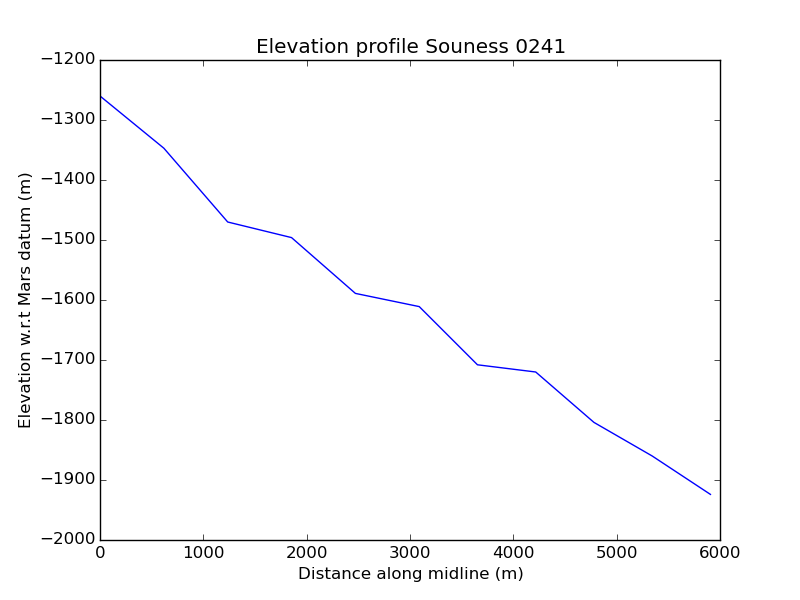 Elevation profile Souness 0241
−1200
−1300
−1400
−1500
−1600
−1700
−1800
−1900
−2000
Elevation w.r.t Mars datum (m)
0 1000 2000 3000 4000 5000 6000
Distance along midline (m)